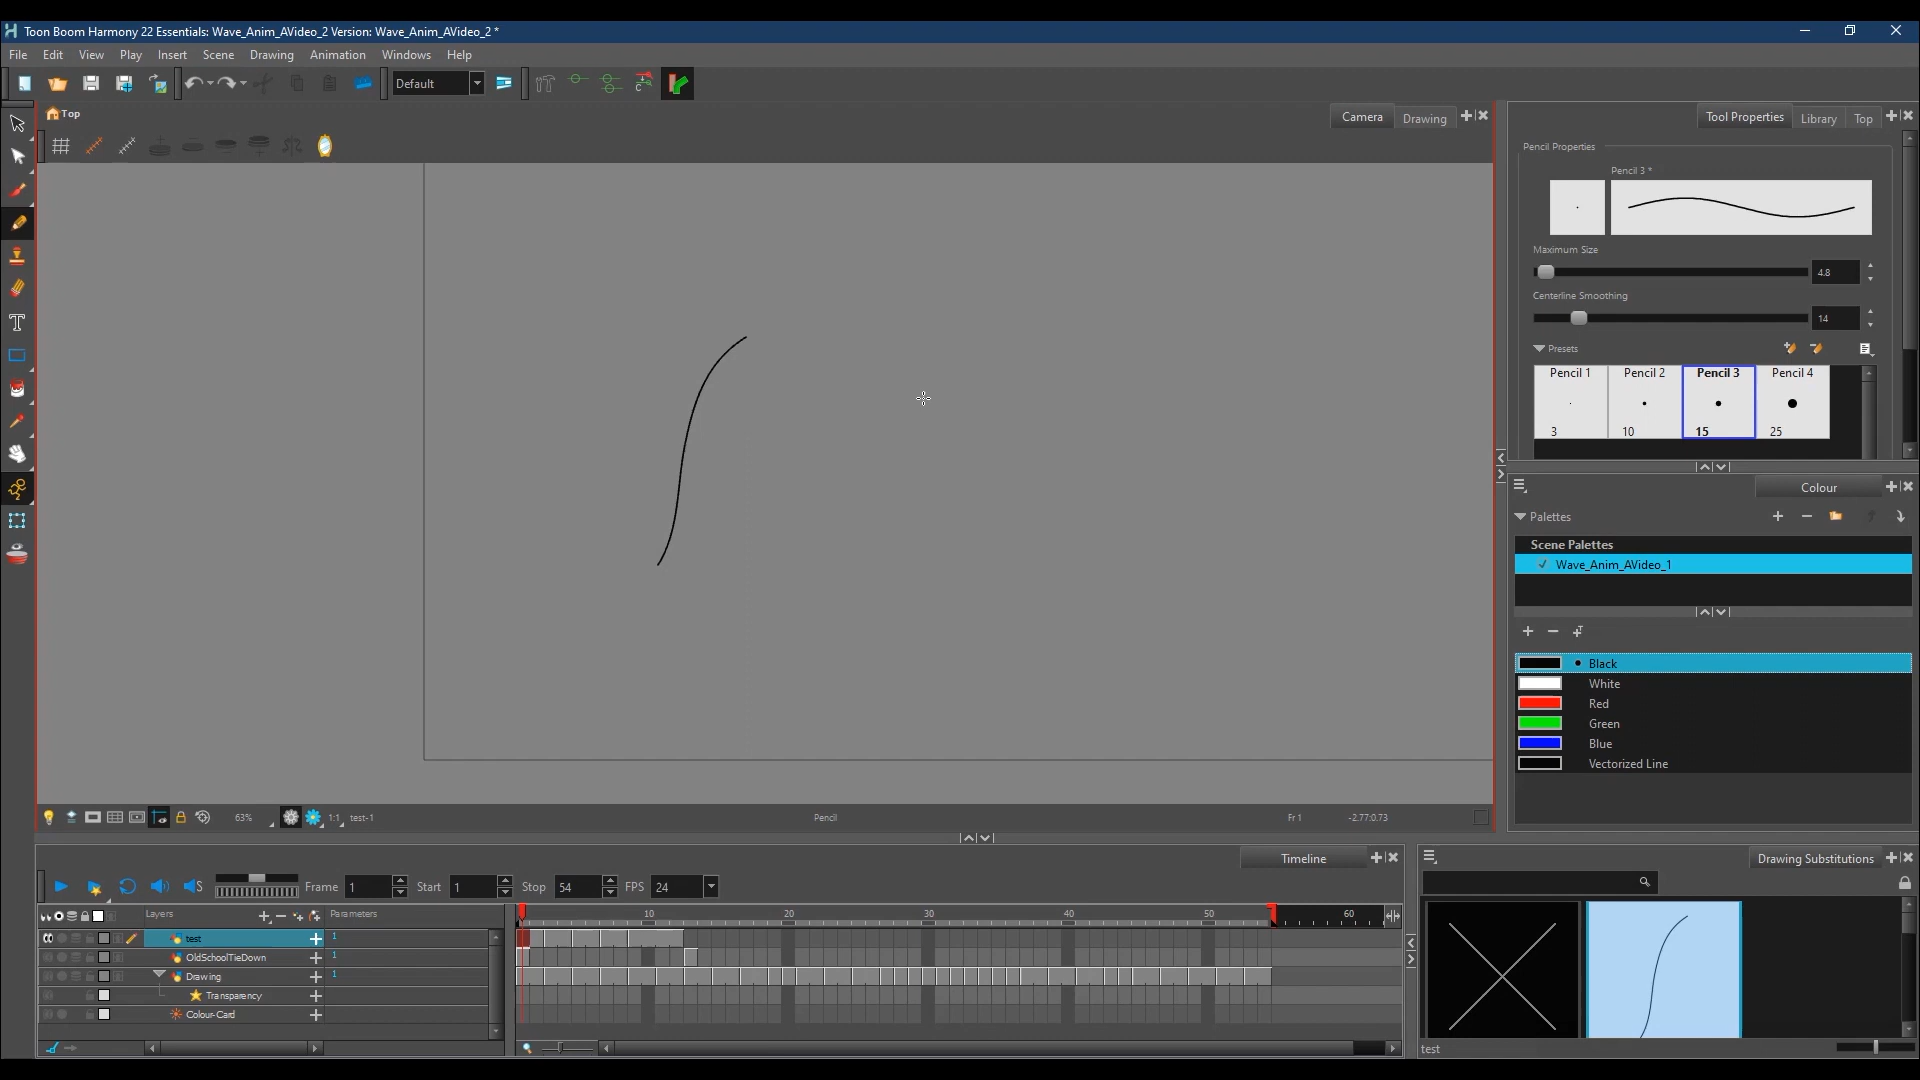 Toon Boom Harmony 22 Essentials: Wave_Anim_AVideo_2 Version: Wave_Anim_AVideo_2 *
File Edit View Play Insert Scene Drawing Animation Windows Help
Default
Top
Camera Drawing
Tool Properties Library Top
Pencil Properties
Pencil 3 *
Maximum Size
4.8
Centerline Smoothing
14
Presets
Pencil 1 Pencil 2 Pencil 3 Pencil 4
3 10 15 25
Colour
Palettes
Scene Palettes
Wave_Anim_AVideo_1
Black
White
Red
Green
Blue
Vectorized Line
63% 1:1 test-1 Pencil Fr 1 -2.77:0.73
Timeline
Frame 1 Start 1 Stop 54 FPS 24
Layers Parameters
10 20 30 40 50 60
test 1
OldSchoolTieDown 1
Drawing 1
Transparency
Colour-Card
Drawing Substitutions
test